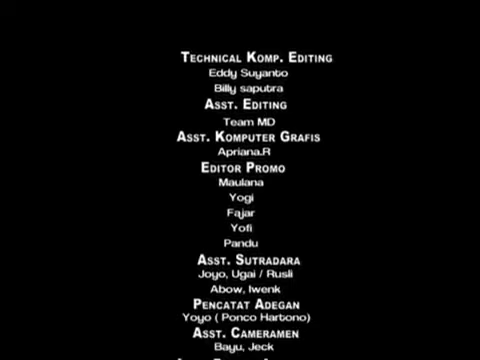 TECHNICAL KOMP. EDITING
Eddy Suyanto
Billy saputra
ASST. EDITING
Team MD
ASST. KOMPUTER GRAFIS
Apriana.R
EDITOR PROMO
Maulana
Yogi
Fajar
Yofi
Pandu
ASST. SUTRADARA
Joyo, Ugai / Rusli
Abow, Iwenk
PENCATAT ADEGAN
Yoyo ( Ponco Hartono)
ASST. CAMERAMEN
Bayu, Jeck